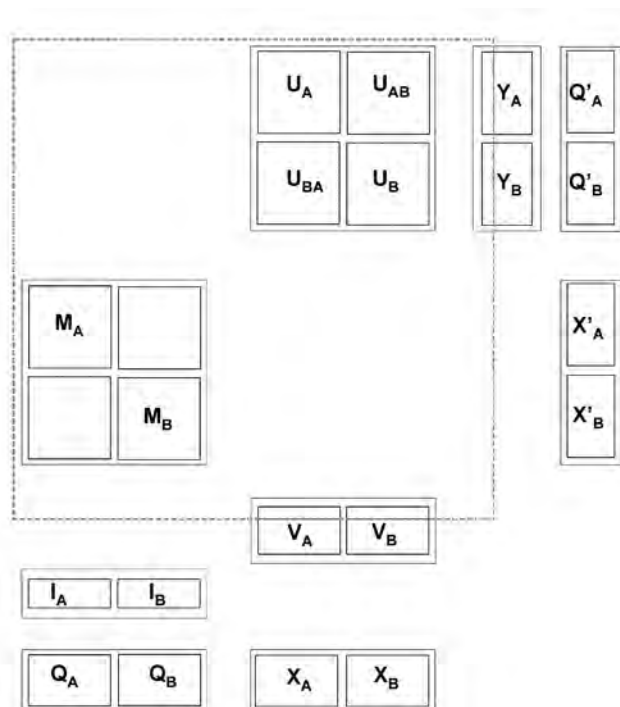 U_A U_AB Y_A Q'_A
U_BA U_B Y_B Q'_B
M_A X'_A
M_B X'_B
V_A V_B
I_A I_B
Q_A Q_B X_A X_B